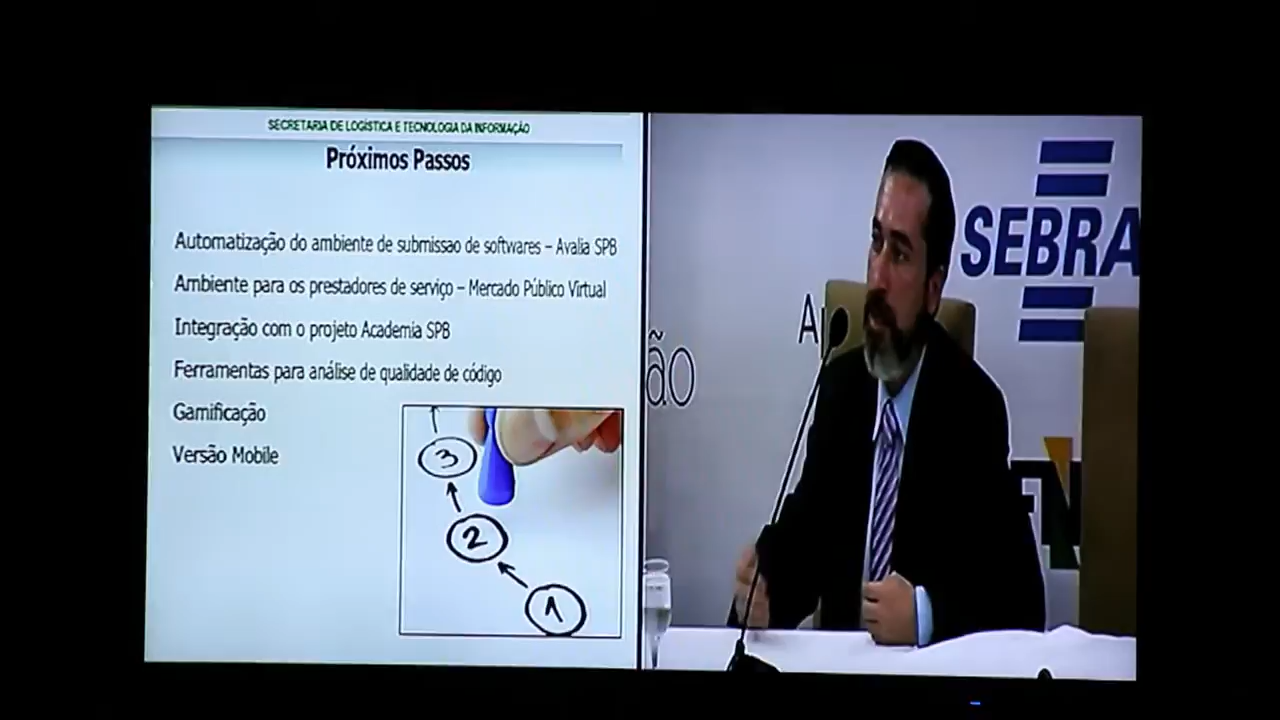 SECRETARIA DE LOGÍSTICA E TECNOLOGIA DA INFORMAÇÃO
Próximos Passos
Automatização do ambiente de submissao de softwares – Avalia SPB
Ambiente para os prestadores de serviço – Mercado Público Virtual
Integração com o projeto Academia SPB
Ferramentas para análise de qualidade de código
Gamificação
Versão Mobile
3
2
1
SEBRA
A
ão